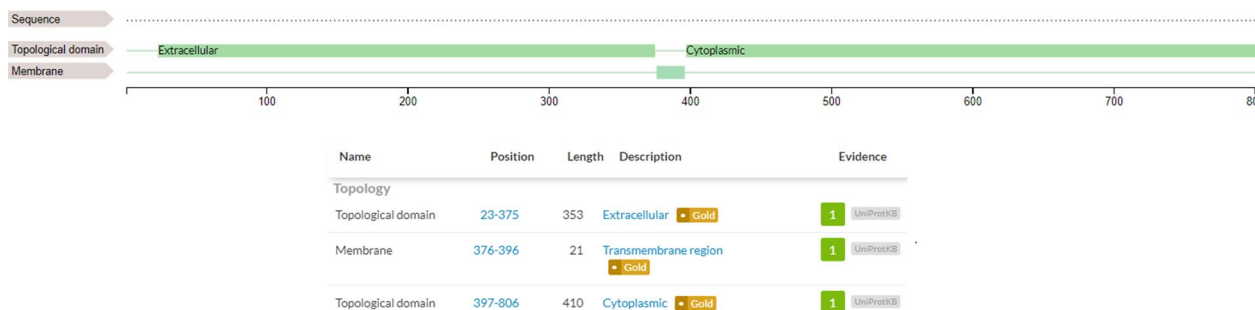 Sequence
Topological domain Extracellular Cytoplasmic
Membrane
100 200 300 400 500 600 700 80
Name Position Length Description Evidence
Topology
Topological domain 23-375 353 Extracellular Gold 1 UniProtKB
Membrane 376-396 21 Transmembrane region 1 UniProtKB
Gold
Topological domain 397-806 410 Cytoplasmic Gold 1 UniProtKB